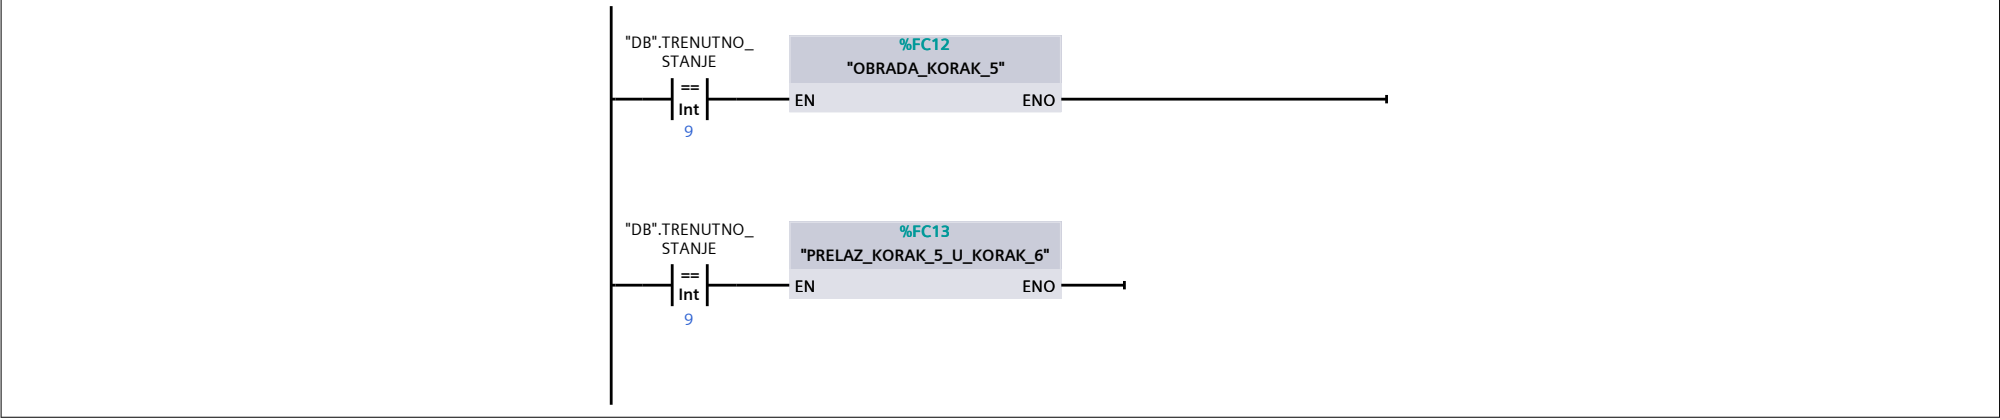 "DB".TRENUTNO_
STANJE
%FC12
"OBRADA_KORAK_5"
==
Int
EN
ENO
9
"DB".TRENUTNO_
STANJE
%FC13
"PRELAZ_KORAK_5_U_KORAK_6"
==
Int
EN
ENO
9